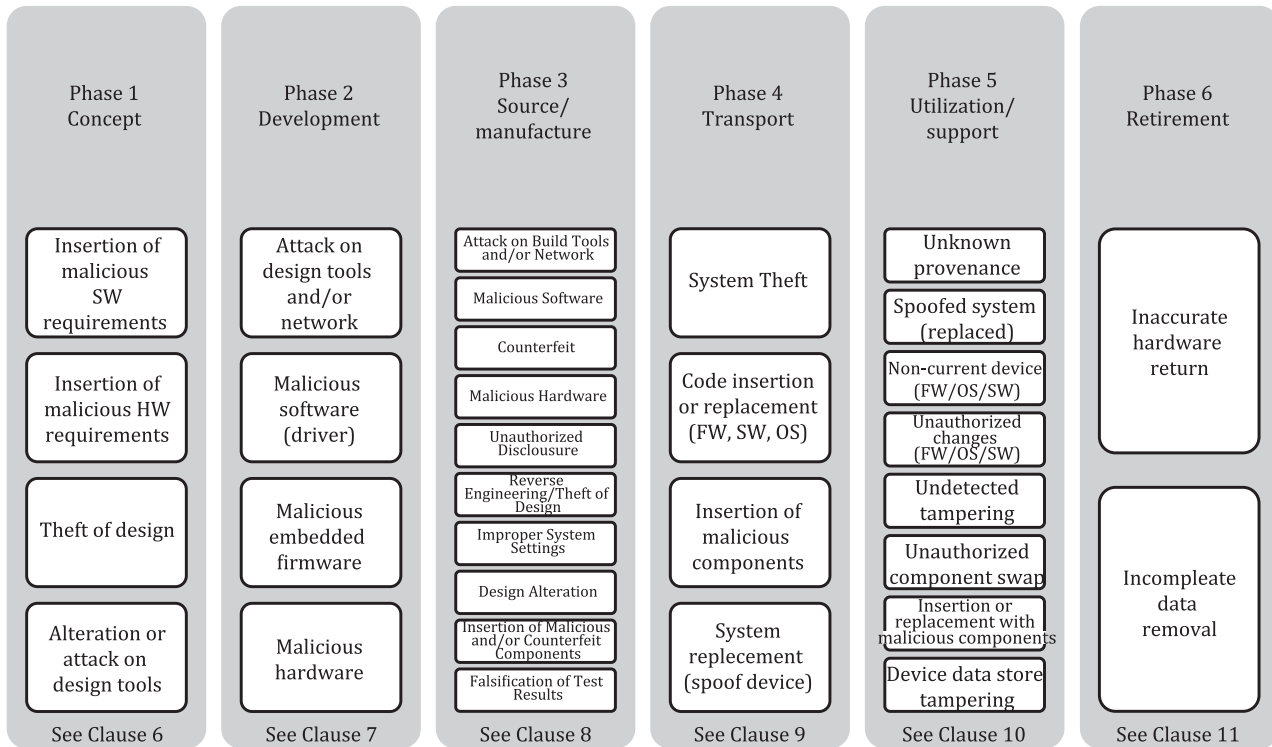 Phase 1
Concept
Insertion of
malicious
SW
requirements
Insertion of
malicious HW
requirements
Theft of design
Alteration or
attack on
design tools
See Clause 6
Phase 2
Development
Attack on
design tools
and/or
network
Malicious
software
(driver)
Malicious
embedded
firmware
Malicious
hardware
See Clause 7
Phase 3
Source/
manufacture
Attack on Build Tools
and/or Network
Malicious Software
Counterfeit
Malicious Hardware
Unauthorized
Disclousure
Reverse
Engineering/Theft of
Design
Improper System
Settings
Design Alteration
Insertion of Malicious
and/or Counterfeit
Components
Falsification of Test
Results
See Clause 8
Phase 4
Transport
System Theft
Code insertion
or replacement
(FW, SW, OS)
Insertion of
malicious
components
System
replecement
(spoof device)
See Clause 9
Phase 5
Utilization/
support
Unknown
provenance
Spoofed system
(replaced)
Non-current device
(FW/OS/SW)
Unauthorized
changes
(FW/OS/SW)
Undetected
tampering
Unauthorized
component swap
Insertion or
replacement with
malicious components
Device data store
tampering
See Clause 10
Phase 6
Retirement
Inaccurate
hardware
return
Incompleate
data
removal
See Clause 11